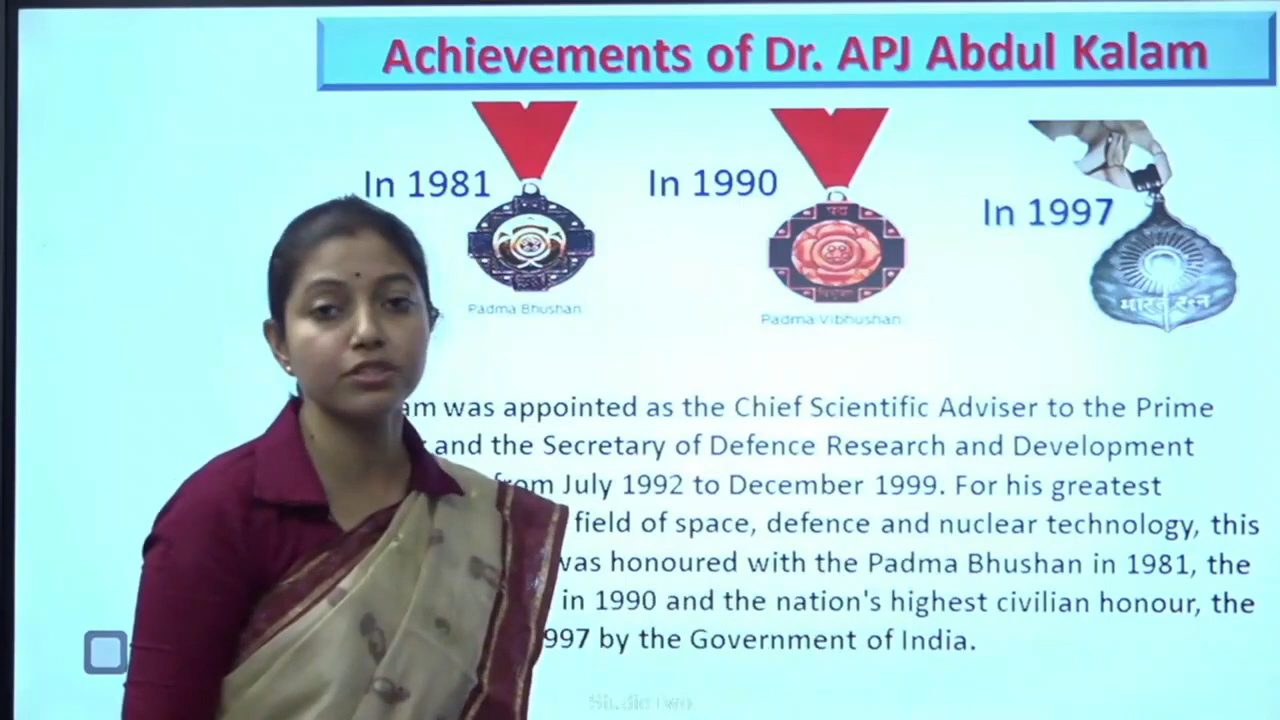 Achievements of Dr. APJ Abdul Kalam
In 1981
In 1990
In 1997
पद्म
भारत रत्न
Padma Bhushan
Padma Vibhushan
am was appointed as the Chief Scientific Adviser to the Prime
and the Secretary of Defence Research and Development
from July 1992 to December 1999. For his greatest
field of space, defence and nuclear technology, this
was honoured with the Padma Bhushan in 1981, the
in 1990 and the nation's highest civilian honour, the
997 by the Government of India.